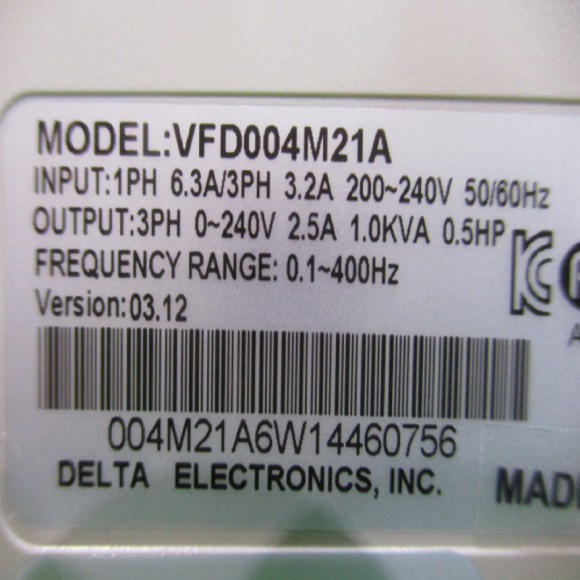 MODEL:VFD004M21A
INPUT:1PH 6.3A/3PH 3.2A 200~240V 50/60Hz
OUTPUT:3PH 0~240V 2.5A 1.0KVA 0.5HP
FREQUENCY RANGE: 0.1~400Hz
Version:03.12
004M21A6W14460756
DELTA ELECTRONICS, INC.